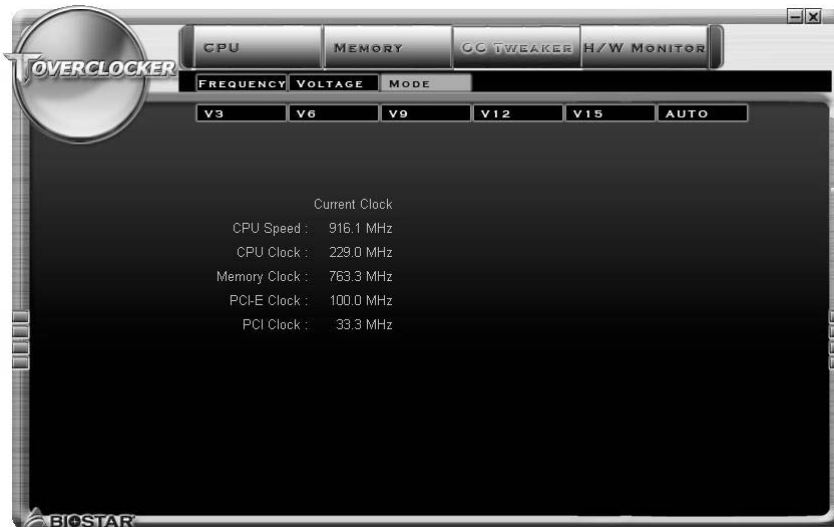 CPU MEMORY OC TWEAKER H/W MONITOR
TOVERCLOCKER
FREQUENCY VOLTAGE MODE
V3 V6 V9 V12 V15 AUTO
Current Clock
CPU Speed : 916.1 MHz
CPU Clock : 229.0 MHz
Memory Clock : 763.3 MHz
PCI-E Clock : 100.0 MHz
PCI Clock : 33.3 MHz
BIOSTAR